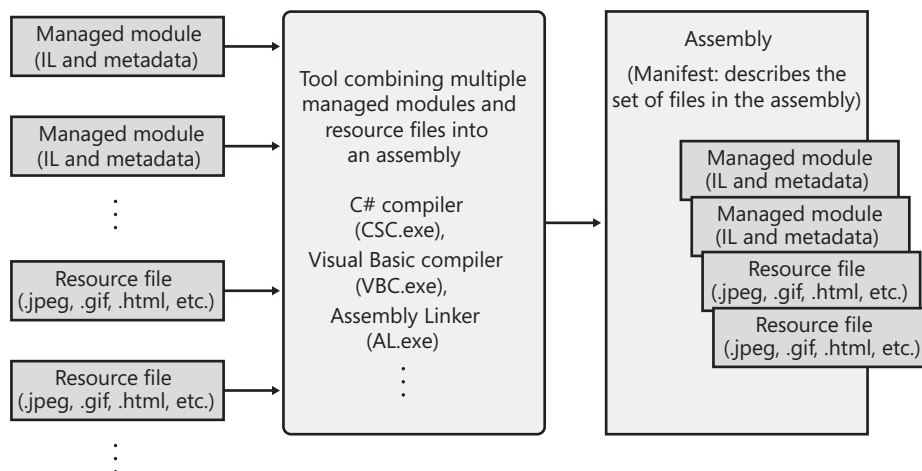 Managed module
(IL and metadata)
Managed module
(IL and metadata)
Resource file
(.jpeg, .gif, .html, etc.)
Resource file
(.jpeg, .gif, .html, etc.)
Tool combining multiple
managed modules and
resource files into
an assembly
C# compiler
(CSC.exe),
Visual Basic compiler
(VBC.exe),
Assembly Linker
(AL.exe)
Assembly
(Manifest: describes the
set of files in the assembly)
Managed module
(IL and metadata)
Managed module
(IL and metadata)
Resource file
(.jpeg, .gif, .html, etc.)
Resource file
(.jpeg, .gif, .html, etc.)